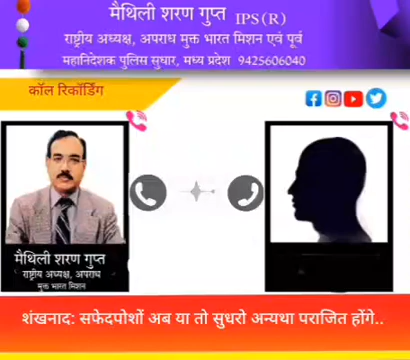 मैथिली शरण गुप्त IPS (R)
राष्ट्रीय अध्यक्ष, अपराध मुक्त भारत मिशन एवं पूर्व
महानिदेशक पुलिस सुधार, मध्य प्रदेश 9425606040
कॉल रिकॉर्डिंग
मैथिली शरण गुप्त
राष्ट्रीय अध्यक्ष, अपराध
मुक्त भारत मिशन
शंखनाद: सफेदपोशों अब या तो सुधरो अन्यथा पराजित होंगे..